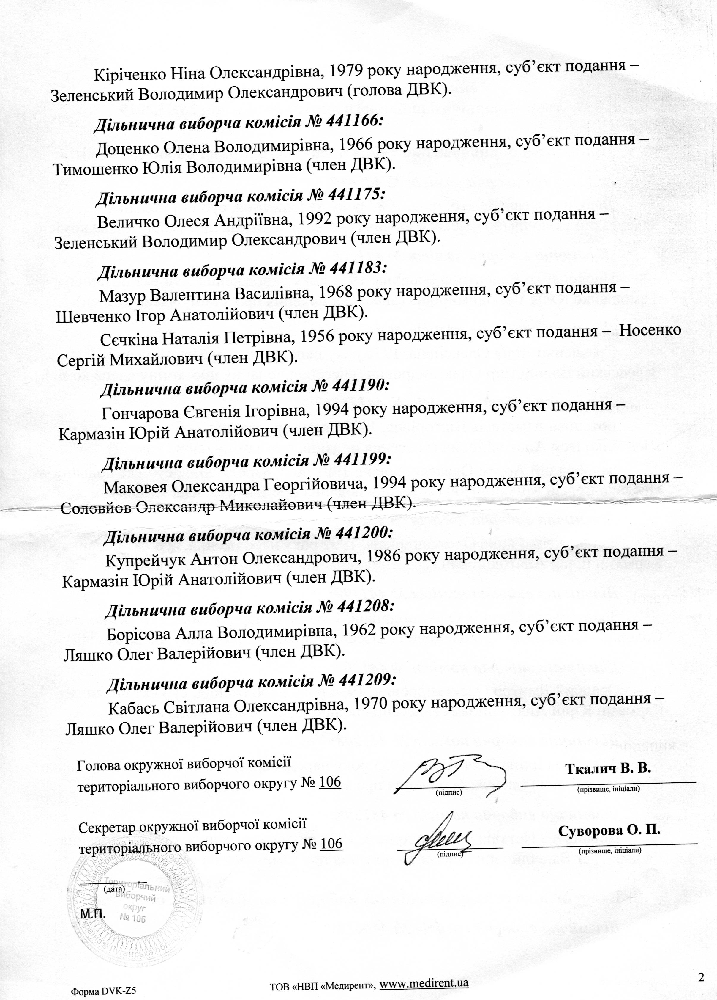 Кіріченко Ніна Олександрівна, 1979 року народження, суб’єкт подання –
Зеленський Володимир Олександрович (голова ДВК).
Дільнична виборча комісія № 441166:
Доценко Олена Володимирівна, 1966 року народження, суб’єкт подання –
Тимошенко Юлія Володимирівна (член ДВК).
Дільнична виборча комісія № 441175:
Величко Олеся Андріївна, 1992 року народження, суб’єкт подання –
Зеленський Володимир Олександрович (член ДВК).
Дільнична виборча комісія № 441183:
Мазур Валентина Василівна, 1968 року народження, суб’єкт подання –
Шевченко Ігор Анатолійович (член ДВК).
Сєчкіна Наталія Петрівна, 1956 року народження, суб’єкт подання – Носенко
Сергій Михайлович (член ДВК).
Дільнична виборча комісія № 441190:
Гончарова Євгенія Ігорівна, 1994 року народження, суб’єкт подання –
Кармазін Юрій Анатолійович (член ДВК).
Дільнична виборча комісія № 441199:
Маковея Олександра Георгійовича, 1994 року народження, суб’єкт подання –
Соловйов Олександр Миколайович (член ДВК).
Дільнична виборча комісія № 441200:
Купрейчук Антон Олександрович, 1986 року народження, суб’єкт подання –
Кармазін Юрій Анатолійович (член ДВК).
Дільнична виборча комісія № 441208:
Борісова Алла Володимирівна, 1962 року народження, суб’єкт подання –
Ляшко Олег Валерійович (член ДВК).
Дільнична виборча комісія № 441209:
Кабась Світлана Олександрівна, 1970 року народження, суб’єкт подання –
Ляшко Олег Валерійович (член ДВК).
Голова окружної виборчої комісії
територіального виборчого округу № 106
(підпис)
Ткалич В. В.
(прізвище, ініціали)
Секретар окружної виборчої комісії
територіального виборчого округу № 106
(підпис)
Суворова О. П.
(прізвище, ініціали)
(дата)
М.П.
Територіальний
виборчий
округ
№ 106
виборча комісія
Президента України
Луганська
Форма DVK-Z5
ТОВ «НВП «Медирент», www.medirent.ua
2